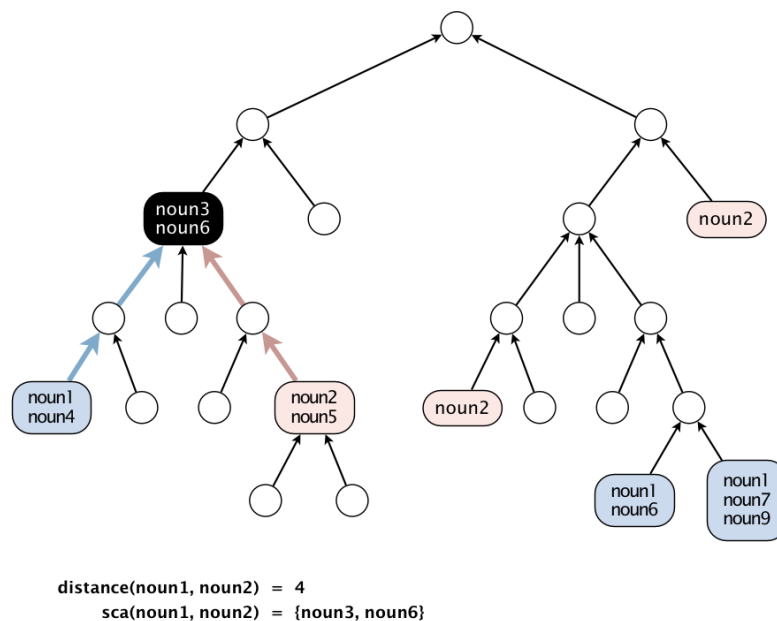 noun3
noun6
noun2
noun1
noun4
noun2
noun5
noun2
noun1
noun6
noun1
noun7
noun9
distance(noun1, noun2) = 4
sca(noun1, noun2) = {noun3, noun6}